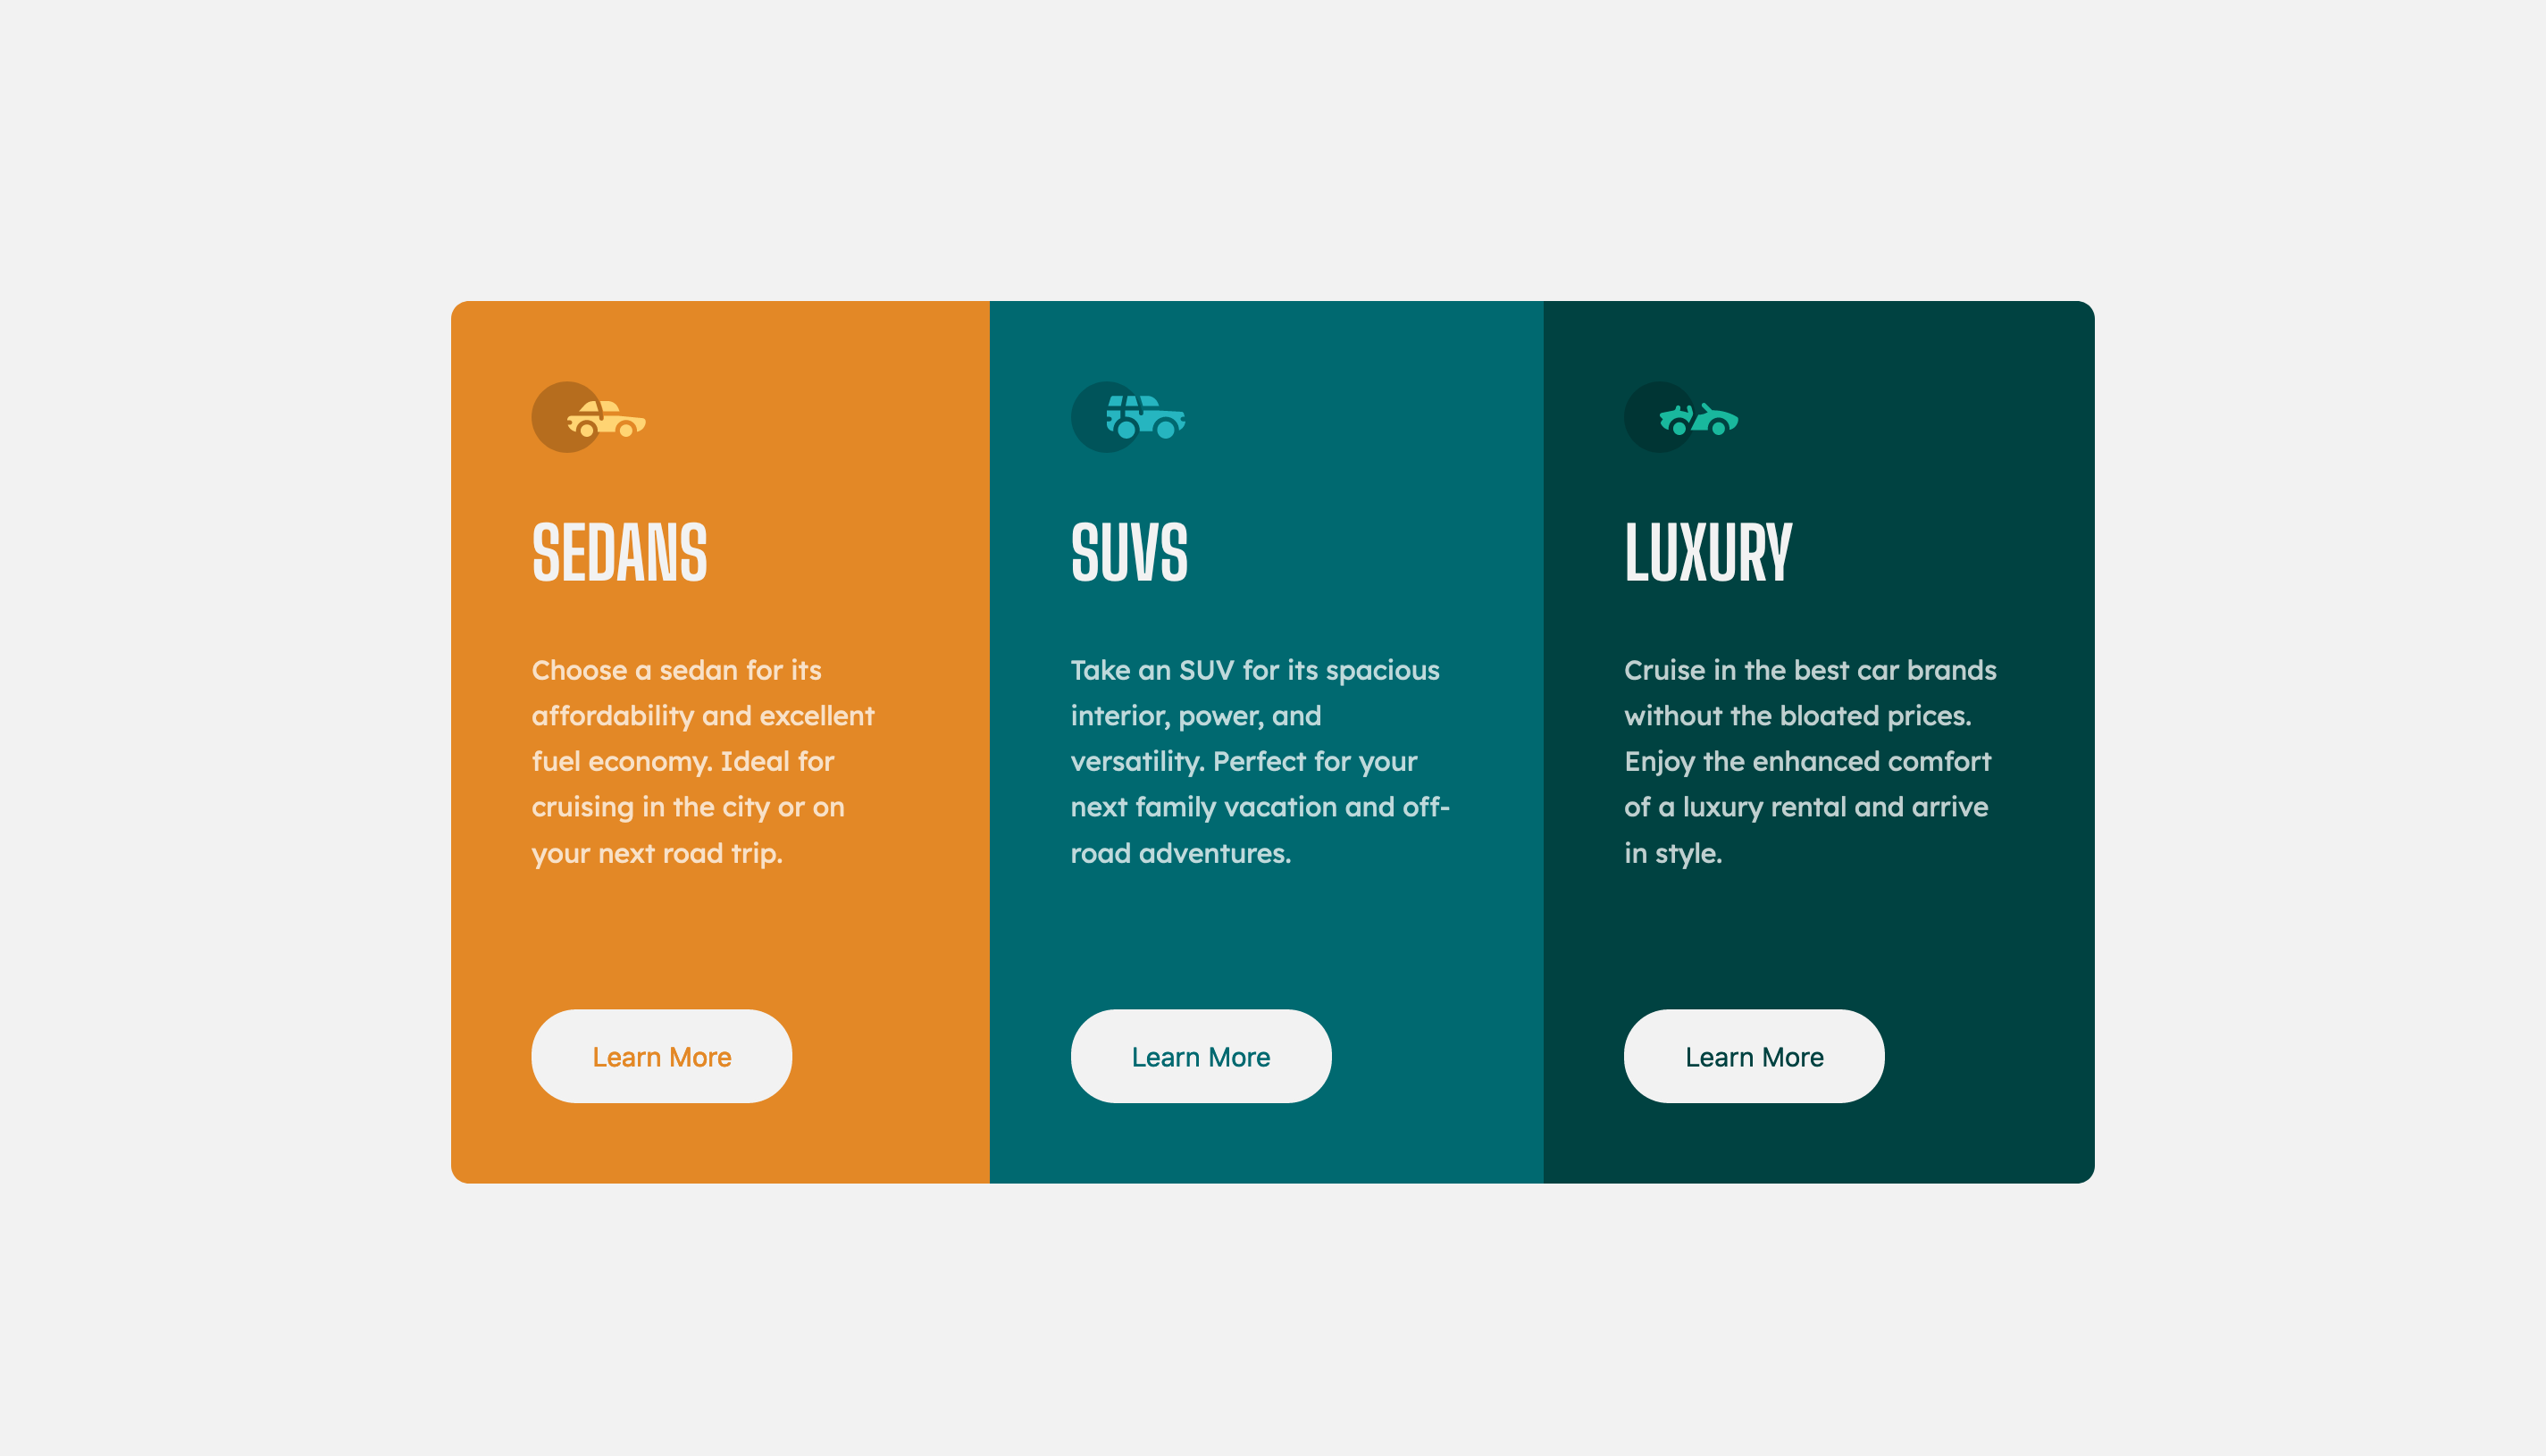 SEDANS
Choose a sedan for its
affordability and excellent
fuel economy. Ideal for
cruising in the city or on
your next road trip.
Learn More
SUVS
Take an SUV for its spacious
interior, power, and
versatility. Perfect for your
next family vacation and off-
road adventures.
Learn More
LUXURY
Cruise in the best car brands
without the bloated prices.
Enjoy the enhanced comfort
of a luxury rental and arrive
in style.
Learn More